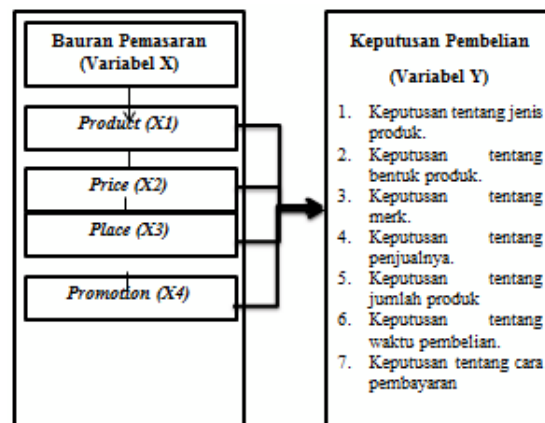 Bauran Pemasaran
(Variabel X)
Product (X1)
Price (X2)
Place (X3)
Promotion (X4)
Keputusan Pembelian
(Variabel Y)
1. Keputusan tentang jenis
produk.
2. Keputusan tentang
bentuk produk.
3. Keputusan tentang
merk.
4. Keputusan tentang
penjualnya.
5. Keputusan tentang
jumlah produk
6. Keputusan tentang
waktu pembelian.
7. Keputusan tentang cara
pembayaran